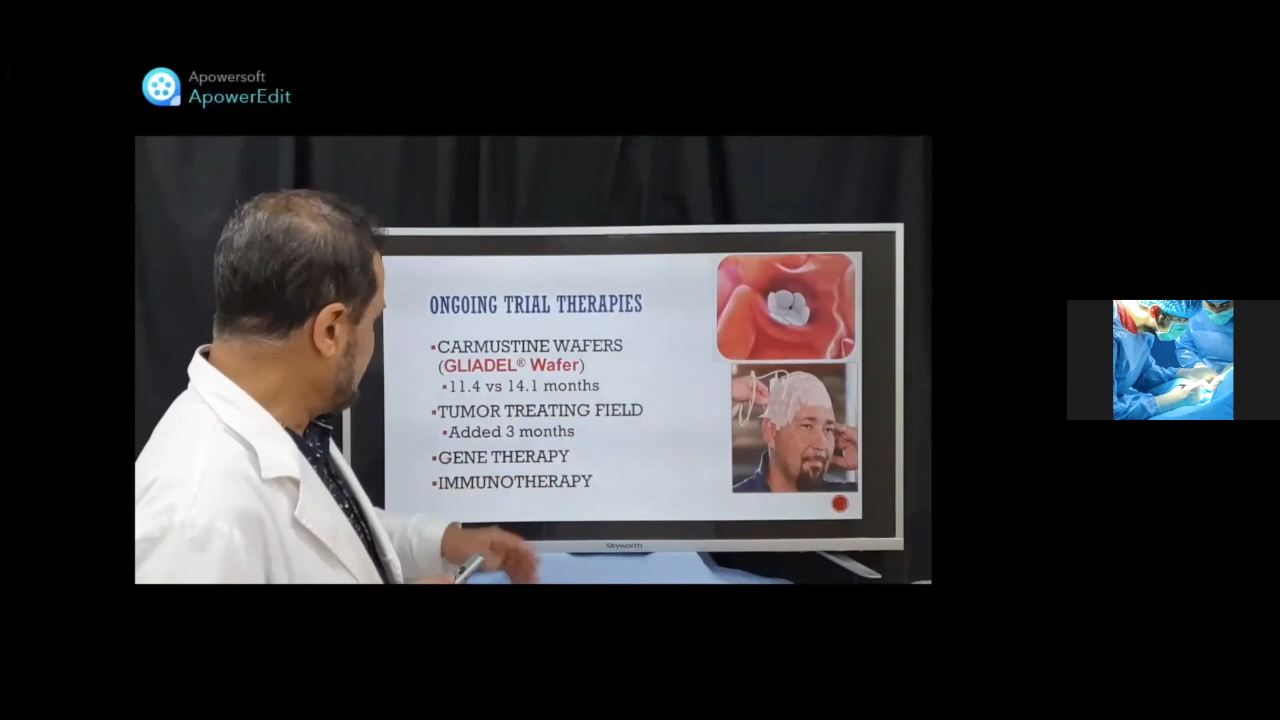 Apowersoft
ApowerEdit
ONGOING TRIAL THERAPIES
▪CARMUSTINE WAFERS
(GLIADEL® Wafer)
▪11.4 vs 14.1 months
▪TUMOR TREATING FIELD
▪Added 3 months
▪GENE THERAPY
▪IMMUNOTHERAPY
Skyworth